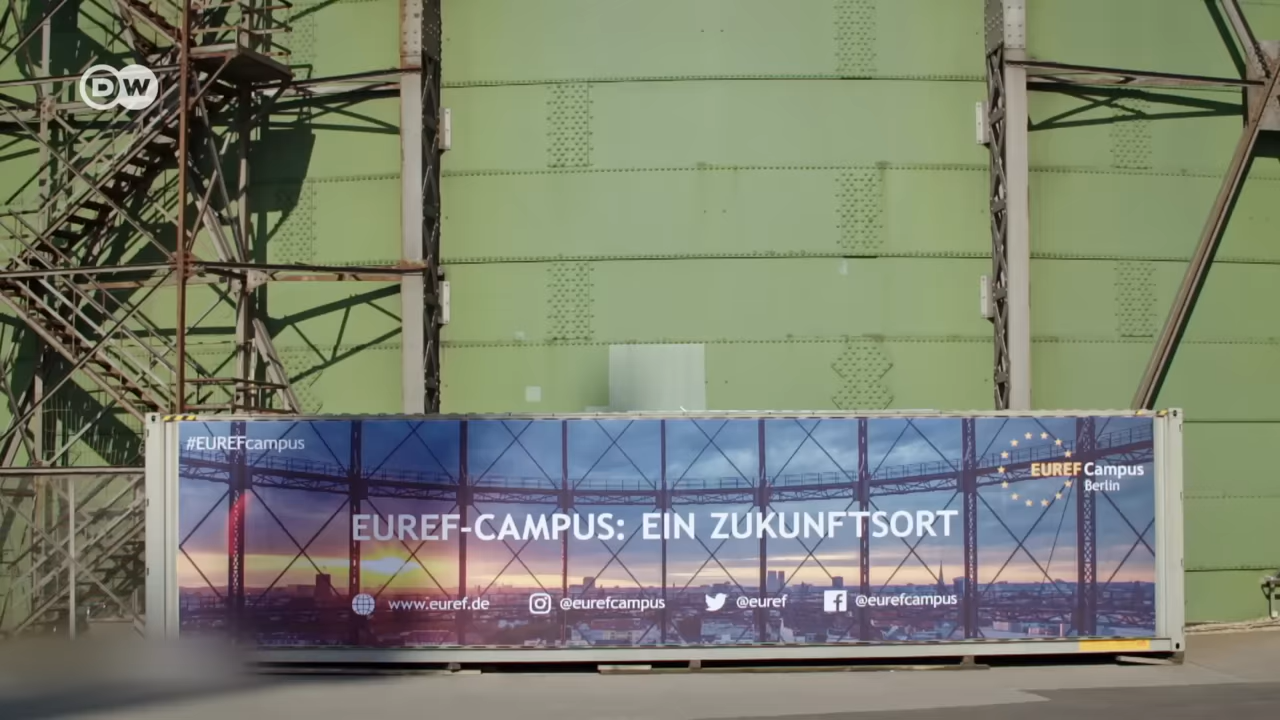 DW
#EUREFcampus
EUREF Campus
Berlin
EUREF-CAMPUS: EIN ZUKUNFTSORT
www.euref.de @eurefcampus @euref @eurefcampus